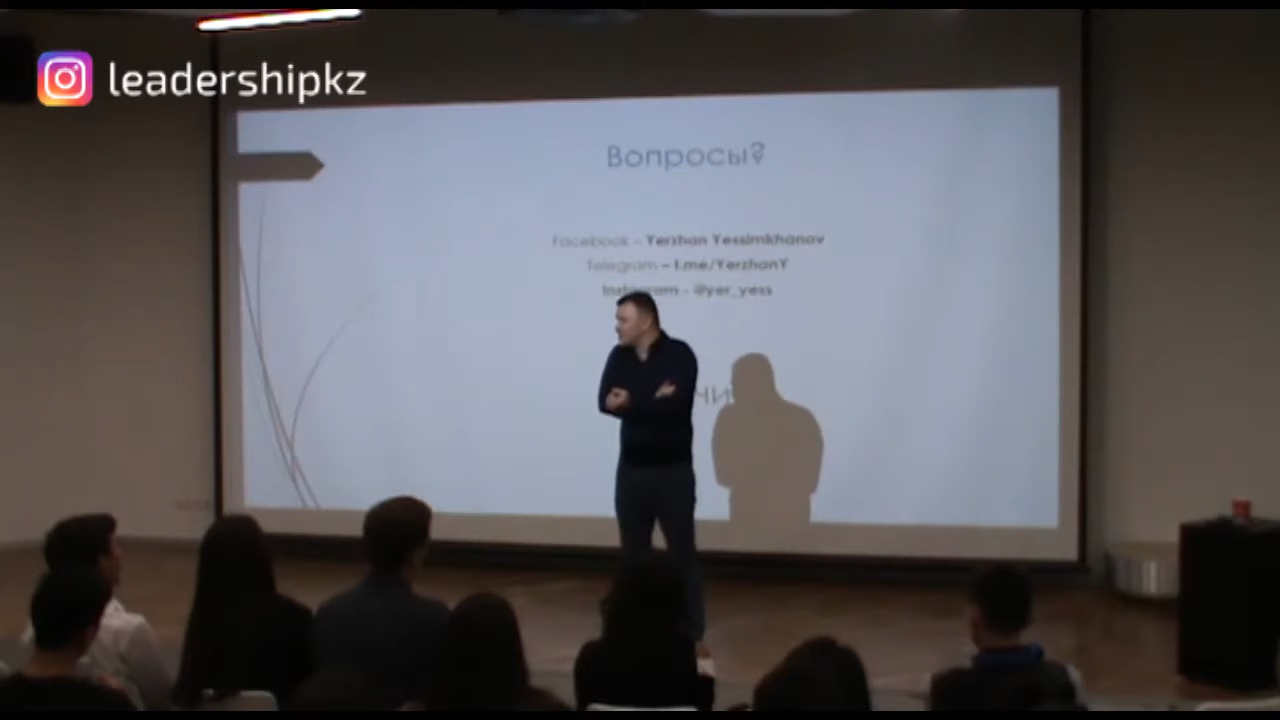 leadershipkz
Вопросы?
Facebook - Yerzhan Yessimkhanov
Telegram - t.me/YerzhanY
Instagram - @yer_yess